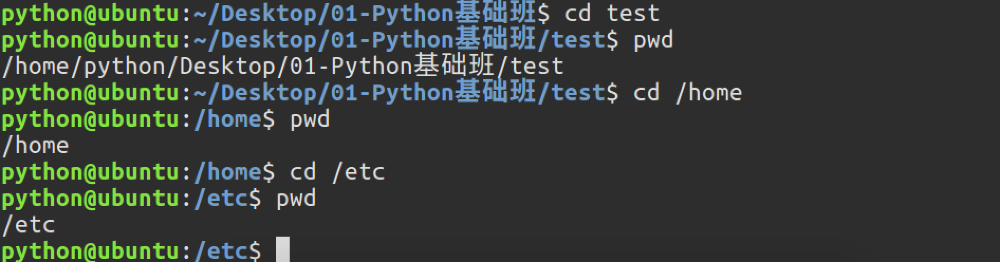 python@ubuntu:~/Desktop/01-Python基础班$ cd test
python@ubuntu:~/Desktop/01-Python基础班/test$ pwd
/home/python/Desktop/01-Python基础班/test
python@ubuntu:~/Desktop/01-Python基础班/test$ cd /home
python@ubuntu:/home$ pwd
/home
python@ubuntu:/home$ cd /etc
python@ubuntu:/etc$ pwd
/etc
python@ubuntu:/etc$